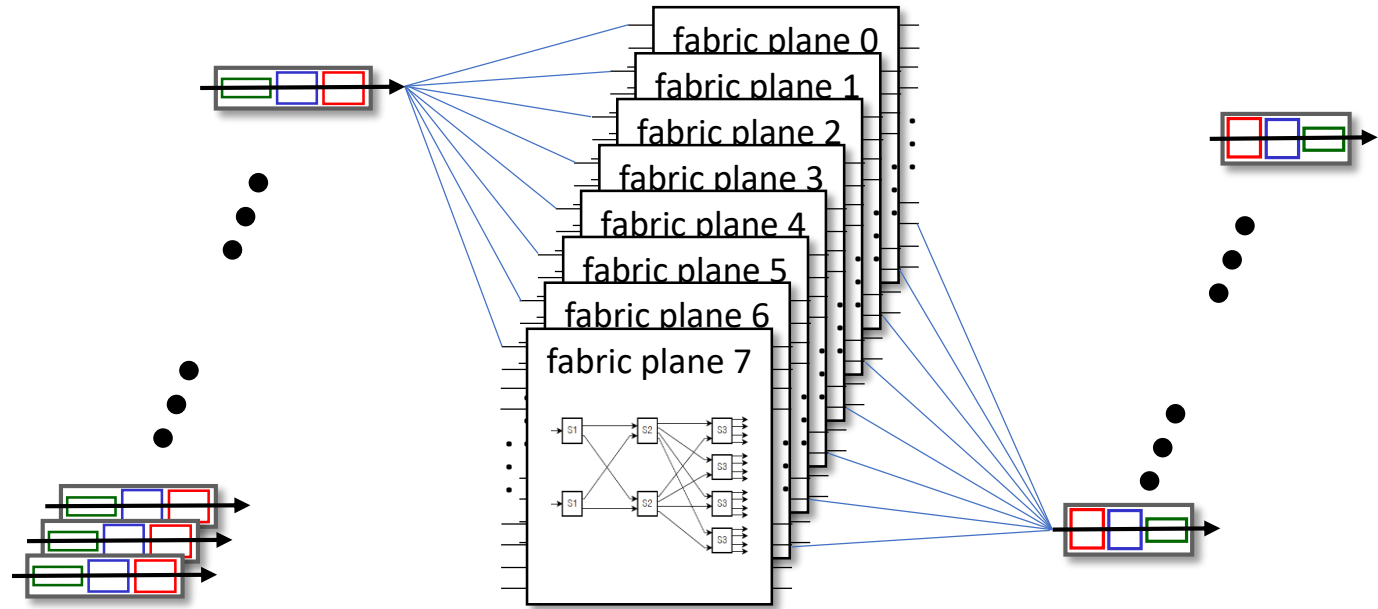 fabric plane 0
fabric plane 1
fabric plane 2
fabric plane 3
fabric plane 4
fabric plane 5
fabric plane 6
fabric plane 7
S1 S2 S3
S3
S1 S2 S3
S3